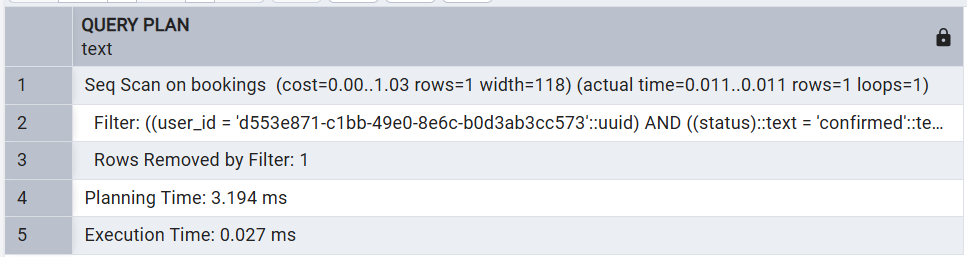 QUERY PLAN
text
1 Seq Scan on bookings (cost=0.00..1.03 rows=1 width=118) (actual time=0.011..0.011 rows=1 loops=1)
2 Filter: ((user_id = 'd553e871-c1bb-49e0-8e6c-b0d3ab3cc573'::uuid) AND ((status)::text = 'confirmed'::te...
3 Rows Removed by Filter: 1
4 Planning Time: 3.194 ms
5 Execution Time: 0.027 ms